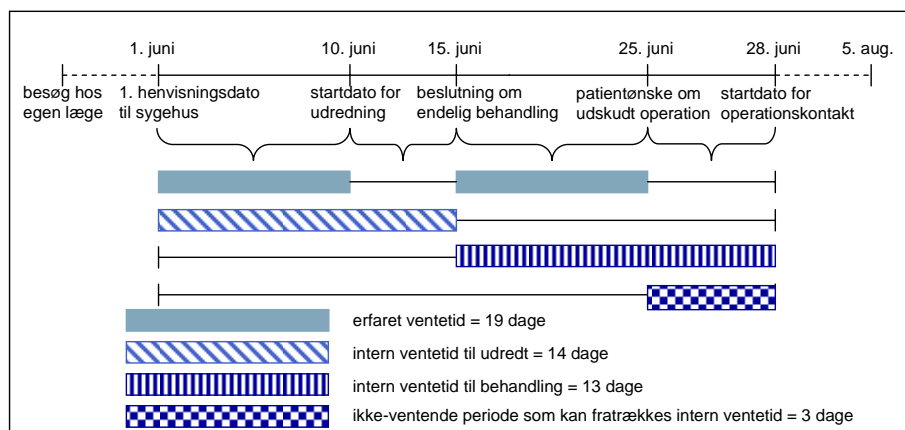 1. juni 10. juni 15. juni 25. juni 28. juni 5. aug.
besøg hos 1. henvisningsdato startdato for beslutning om patientønske om startdato for
egen læge til sygehus udredning endelig behandling udskudt operation operationskontakt
erfaret ventetid = 19 dage
intern ventetid til udredt = 14 dage
intern ventetid til behandling = 13 dage
ikke-ventende periode som kan fratrækkes intern ventetid = 3 dage